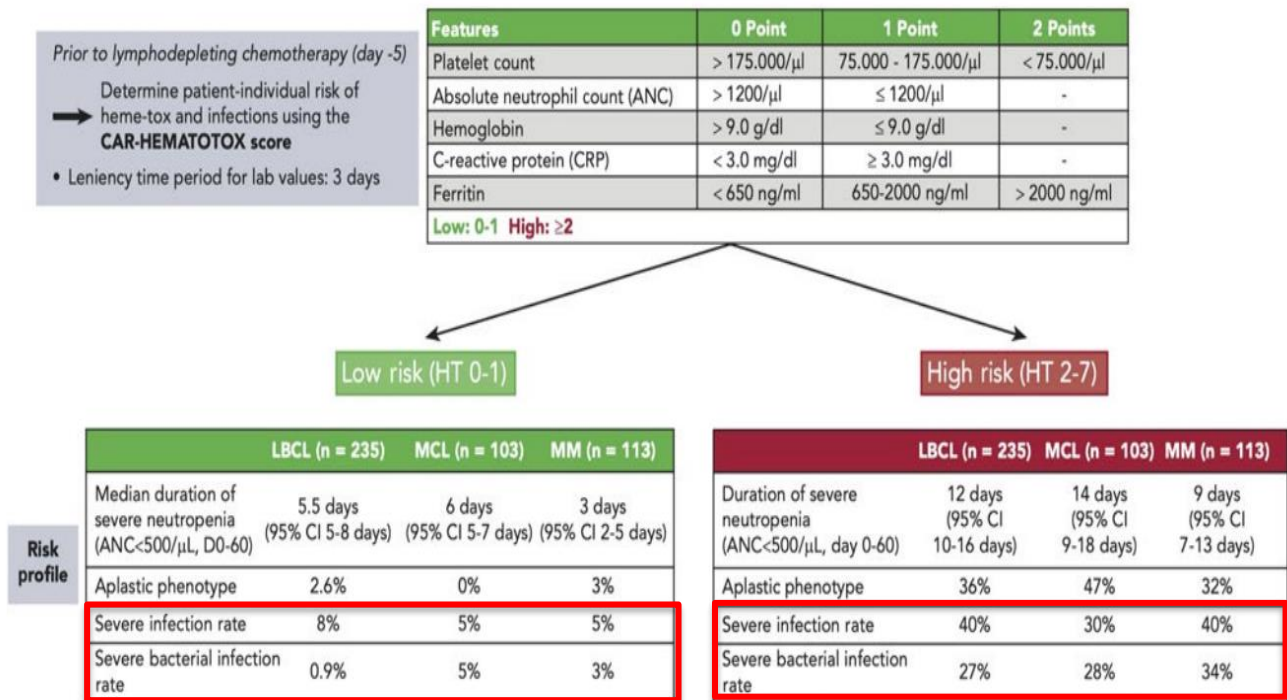 Prior to lymphodepleting chemotherapy (day -5)
Determine patient-individual risk of
heme-tox and infections using the
CAR-HEMATOTOX score
• Leniency time period for lab values: 3 days
Features 0 Point 1 Point 2 Points
Platelet count > 175.000/µl 75.000 - 175.000/µl < 75.000/µl
Absolute neutrophil count (ANC) > 1200/µl ≤ 1200/µl -
Hemoglobin > 9.0 g/dl ≤ 9.0 g/dl -
C-reactive protein (CRP) < 3.0 mg/dl ≥ 3.0 mg/dl -
Ferritin < 650 ng/ml 650-2000 ng/ml > 2000 ng/ml
Low: 0-1 High: ≥2
Low risk (HT 0-1)
High risk (HT 2-7)
Risk
profile
LBCL (n = 235) MCL (n = 103) MM (n = 113)
Median duration of
severe neutropenia
(ANC<500/µL, D0-60)
5.5 days 6 days 3 days
(95% CI 5-8 days) (95% CI 5-7 days) (95% CI 2-5 days)
Aplastic phenotype 2.6% 0% 3%
Severe infection rate 8% 5% 5%
Severe bacterial infection
rate
0.9% 5% 3%
LBCL (n = 235) MCL (n = 103) MM (n = 113)
Duration of severe
neutropenia
(ANC<500/µL, day 0-60)
12 days 14 days 9 days
(95% CI (95% CI (95% CI
10-16 days) 9-18 days) 7-13 days)
Aplastic phenotype 36% 47% 32%
Severe infection rate 40% 30% 40%
Severe bacterial infection
rate
27% 28% 34%